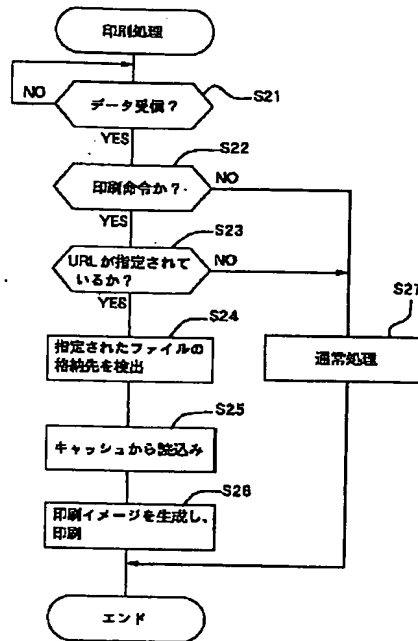 印刷処理
NO
データ受信？
S21
YES
S22
印刷命令か？
NO
YES
S23
URLが指定されて
いるか？
NO
YES
S24
指定されたファイルの
格納先を検出
S27
通常処理
S25
キャッシュから読込み
S26
印刷イメージを生成し、
印刷
エンド